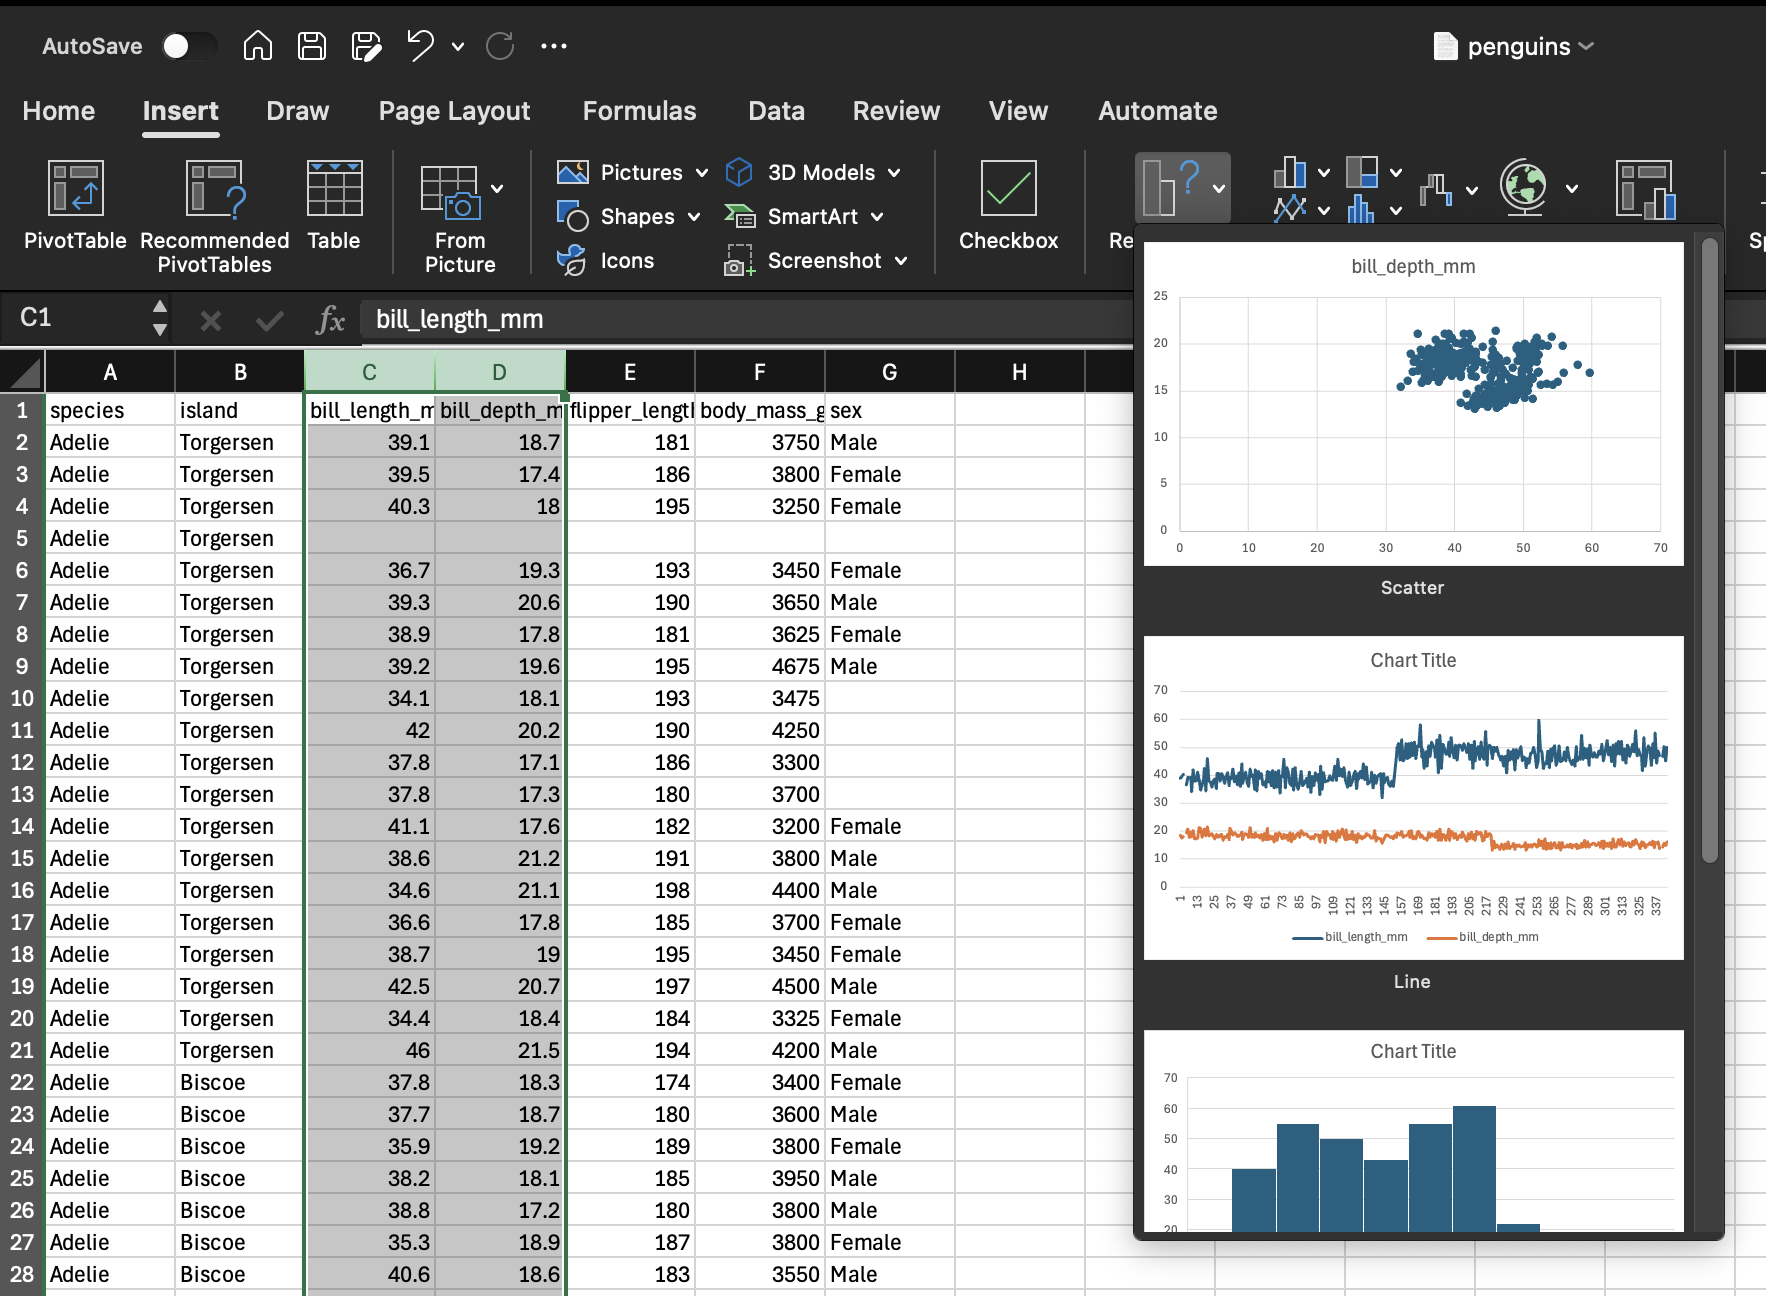 AutoSave
penguins
Home Insert Draw Page Layout Formulas Data Review View Automate
Pictures 3D Models
Shapes SmartArt
Icons Screenshot
PivotTable Recommended PivotTables Table From Picture Checkbox Re Sp
C1 fx bill_length_mm
A B C D E F G H
1 species island bill_length_m bill_depth_m flipper_lengtl body_mass_g sex
2 Adelie Torgersen 39.1 18.7 181 3750 Male
3 Adelie Torgersen 39.5 17.4 186 3800 Female
4 Adelie Torgersen 40.3 18 195 3250 Female
5 Adelie Torgersen
6 Adelie Torgersen 36.7 19.3 193 3450 Female
7 Adelie Torgersen 39.3 20.6 190 3650 Male
8 Adelie Torgersen 38.9 17.8 181 3625 Female
9 Adelie Torgersen 39.2 19.6 195 4675 Male
10 Adelie Torgersen 34.1 18.1 193 3475
11 Adelie Torgersen 42 20.2 190 4250
12 Adelie Torgersen 37.8 17.1 186 3300
13 Adelie Torgersen 37.8 17.3 180 3700
14 Adelie Torgersen 41.1 17.6 182 3200 Female
15 Adelie Torgersen 38.6 21.2 191 3800 Male
16 Adelie Torgersen 34.6 21.1 198 4400 Male
17 Adelie Torgersen 36.6 17.8 185 3700 Female
18 Adelie Torgersen 38.7 19 195 3450 Female
19 Adelie Torgersen 42.5 20.7 197 4500 Male
20 Adelie Torgersen 34.4 18.4 184 3325 Female
21 Adelie Torgersen 46 21.5 194 4200 Male
22 Adelie Biscoe 37.8 18.3 174 3400 Female
23 Adelie Biscoe 37.7 18.7 180 3600 Male
24 Adelie Biscoe 35.9 19.2 189 3800 Female
25 Adelie Biscoe 38.2 18.1 185 3950 Male
26 Adelie Biscoe 38.8 17.2 180 3800 Male
27 Adelie Biscoe 35.3 18.9 187 3800 Female
28 Adelie Biscoe 40.6 18.6 183 3550 Male
bill_depth_mm
25
20
15
10
5
0
0 10 20 30 40 50 60 70
Scatter
Chart Title
70
60
50
40
30
20
10
0
1 13 25 37 49 61 73 85 97 109 121 133 145 157 169 181 193 205 217 229 241 253 265 277 289 301 313 325 337
bill_length_mm bill_depth_mm
Line
Chart Title
70
60
50
40
30
20